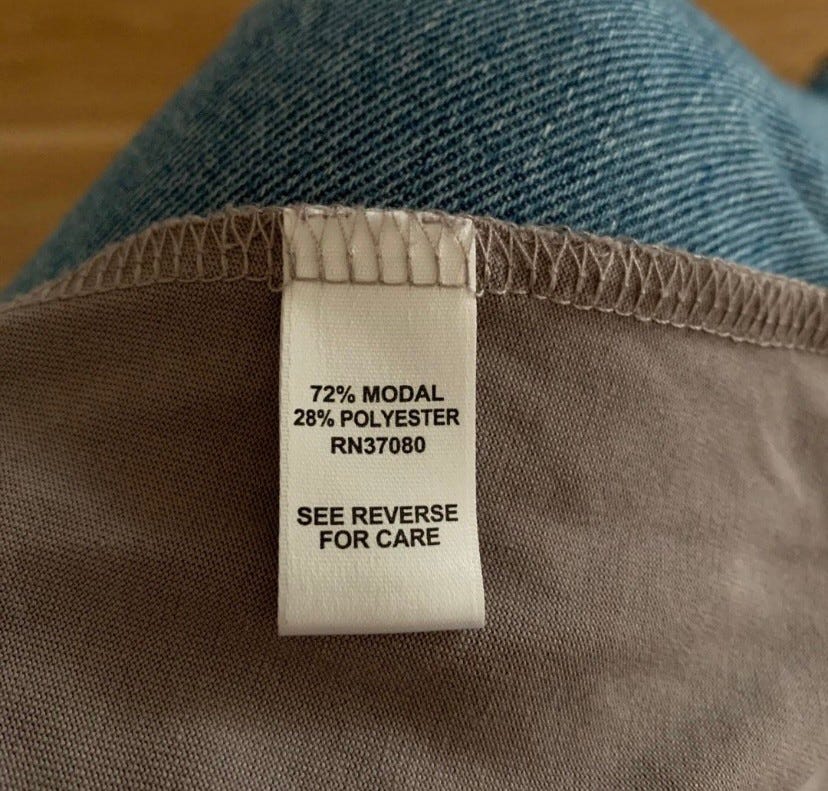 72% MODAL
28% POLYESTER
RN37080
SEE REVERSE
FOR CARE